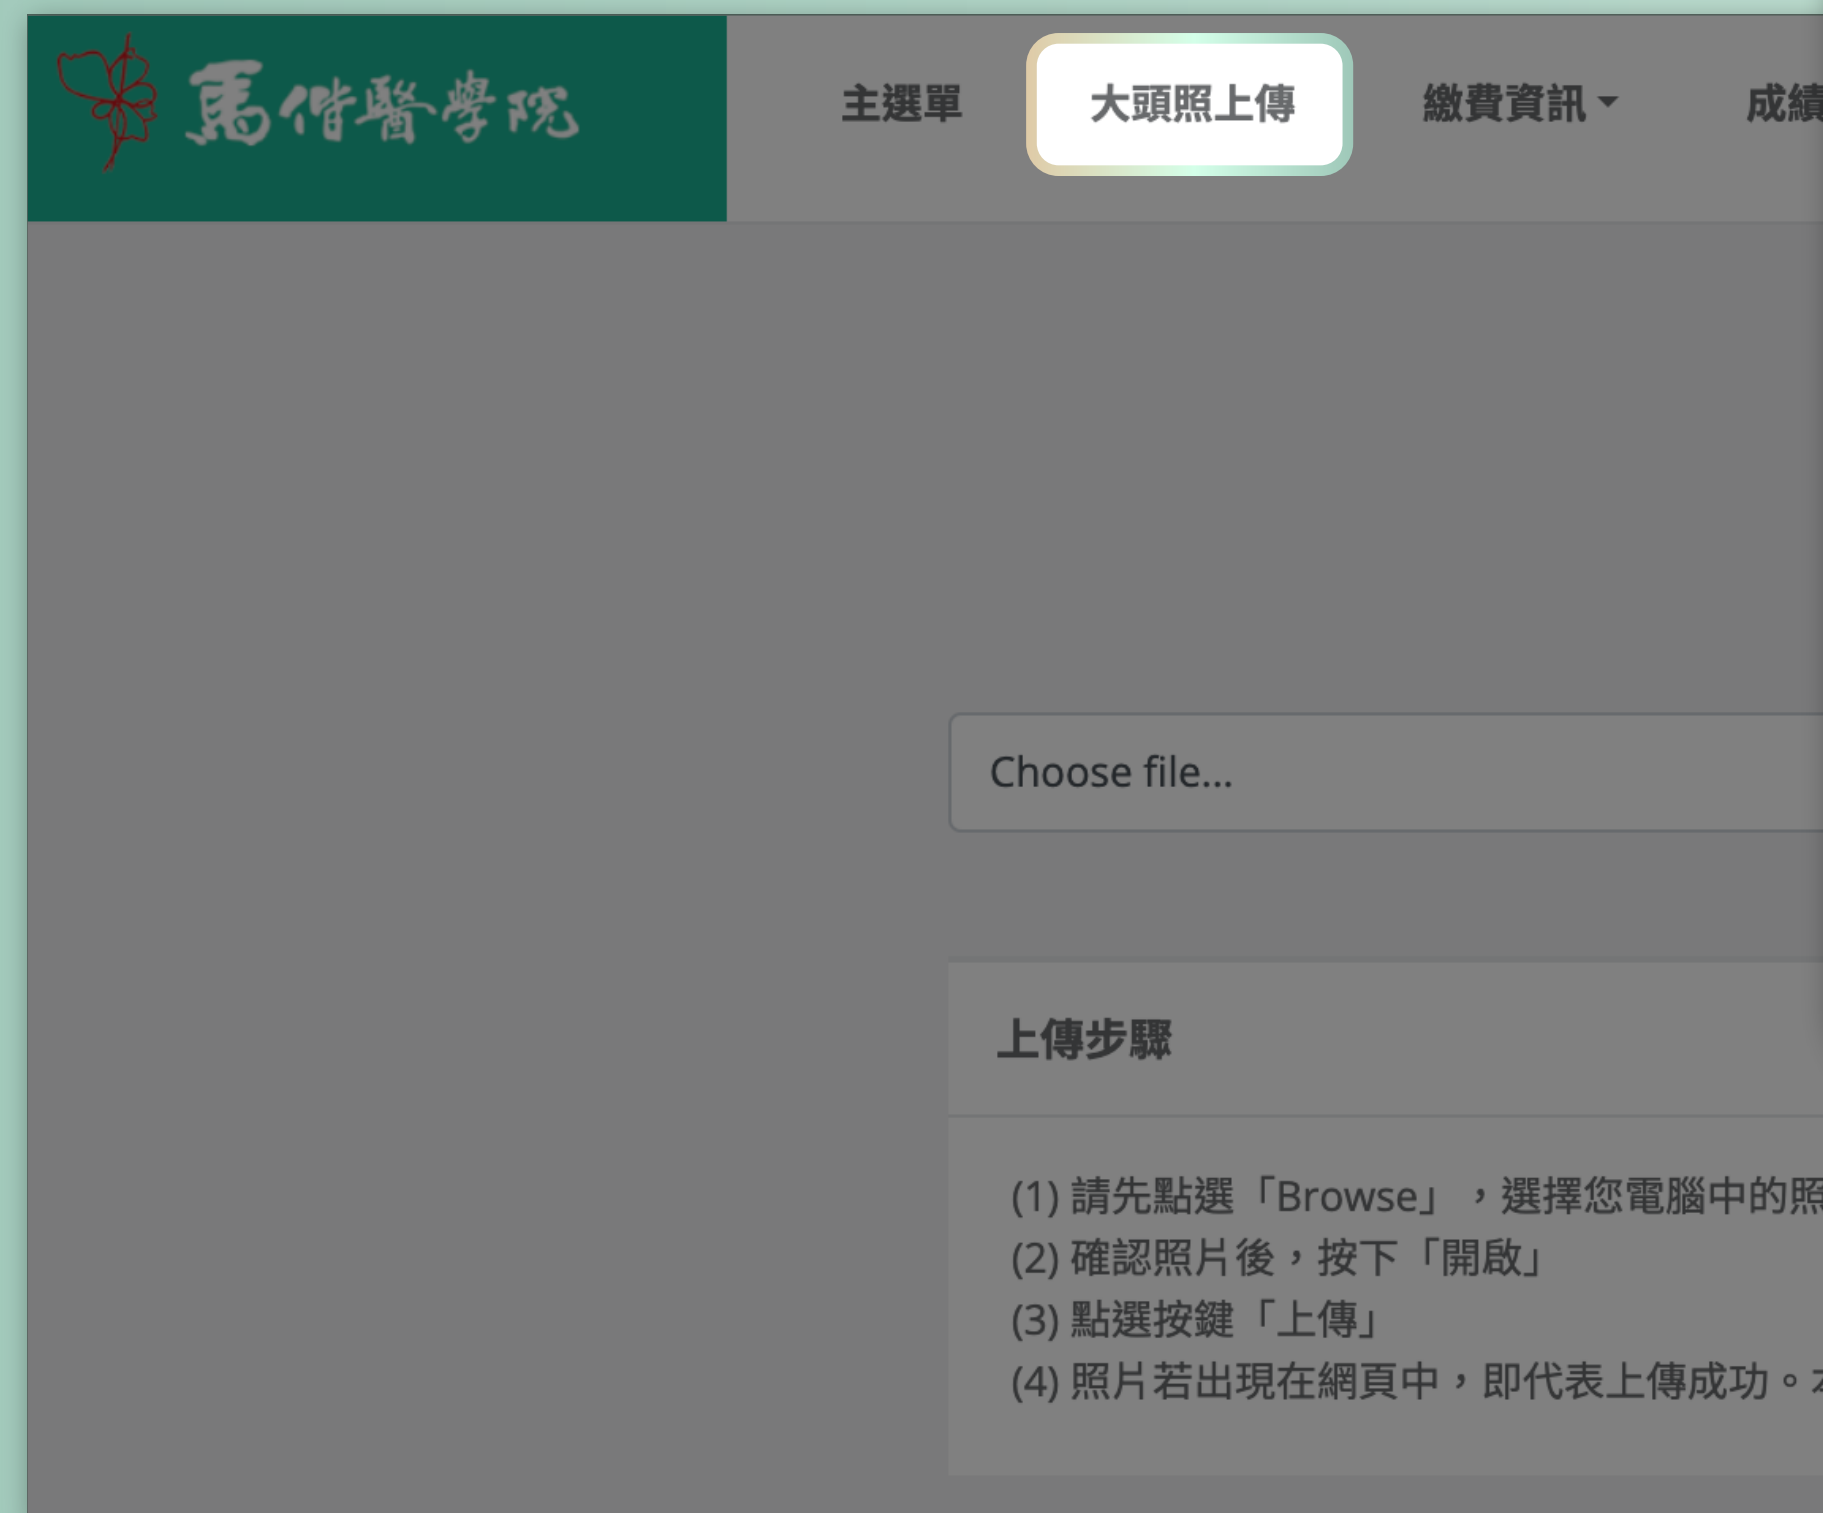 馬偕醫學院
主選單
大頭照上傳
繳費資訊
成績
Choose file...
上傳步驟
(1) 請先點選「Browse」，選擇您電腦中的照
(2) 確認照片後，按下「開啟」
(3) 點選按鍵「上傳」
(4) 照片若出現在網頁中，即代表上傳成功。